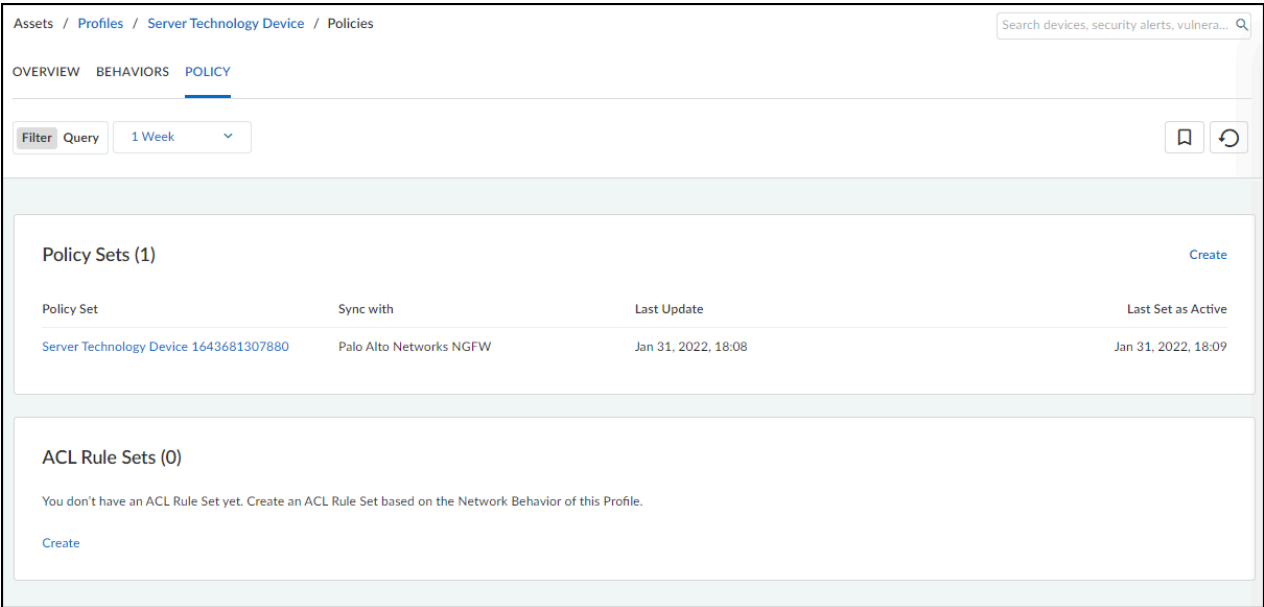 Assets / Profiles / Server Technology Device / Policies
Search devices, security alerts, vulnera...
OVERVIEW BEHAVIORS POLICY
Filter Query 1 Week
Policy Sets (1)
Create
Policy Set Sync with Last Update Last Set as Active
Server Technology Device 1643681307880 Palo Alto Networks NGFW Jan 31, 2022, 18:08 Jan 31, 2022, 18:09
ACL Rule Sets (0)
You don't have an ACL Rule Set yet. Create an ACL Rule Set based on the Network Behavior of this Profile.
Create